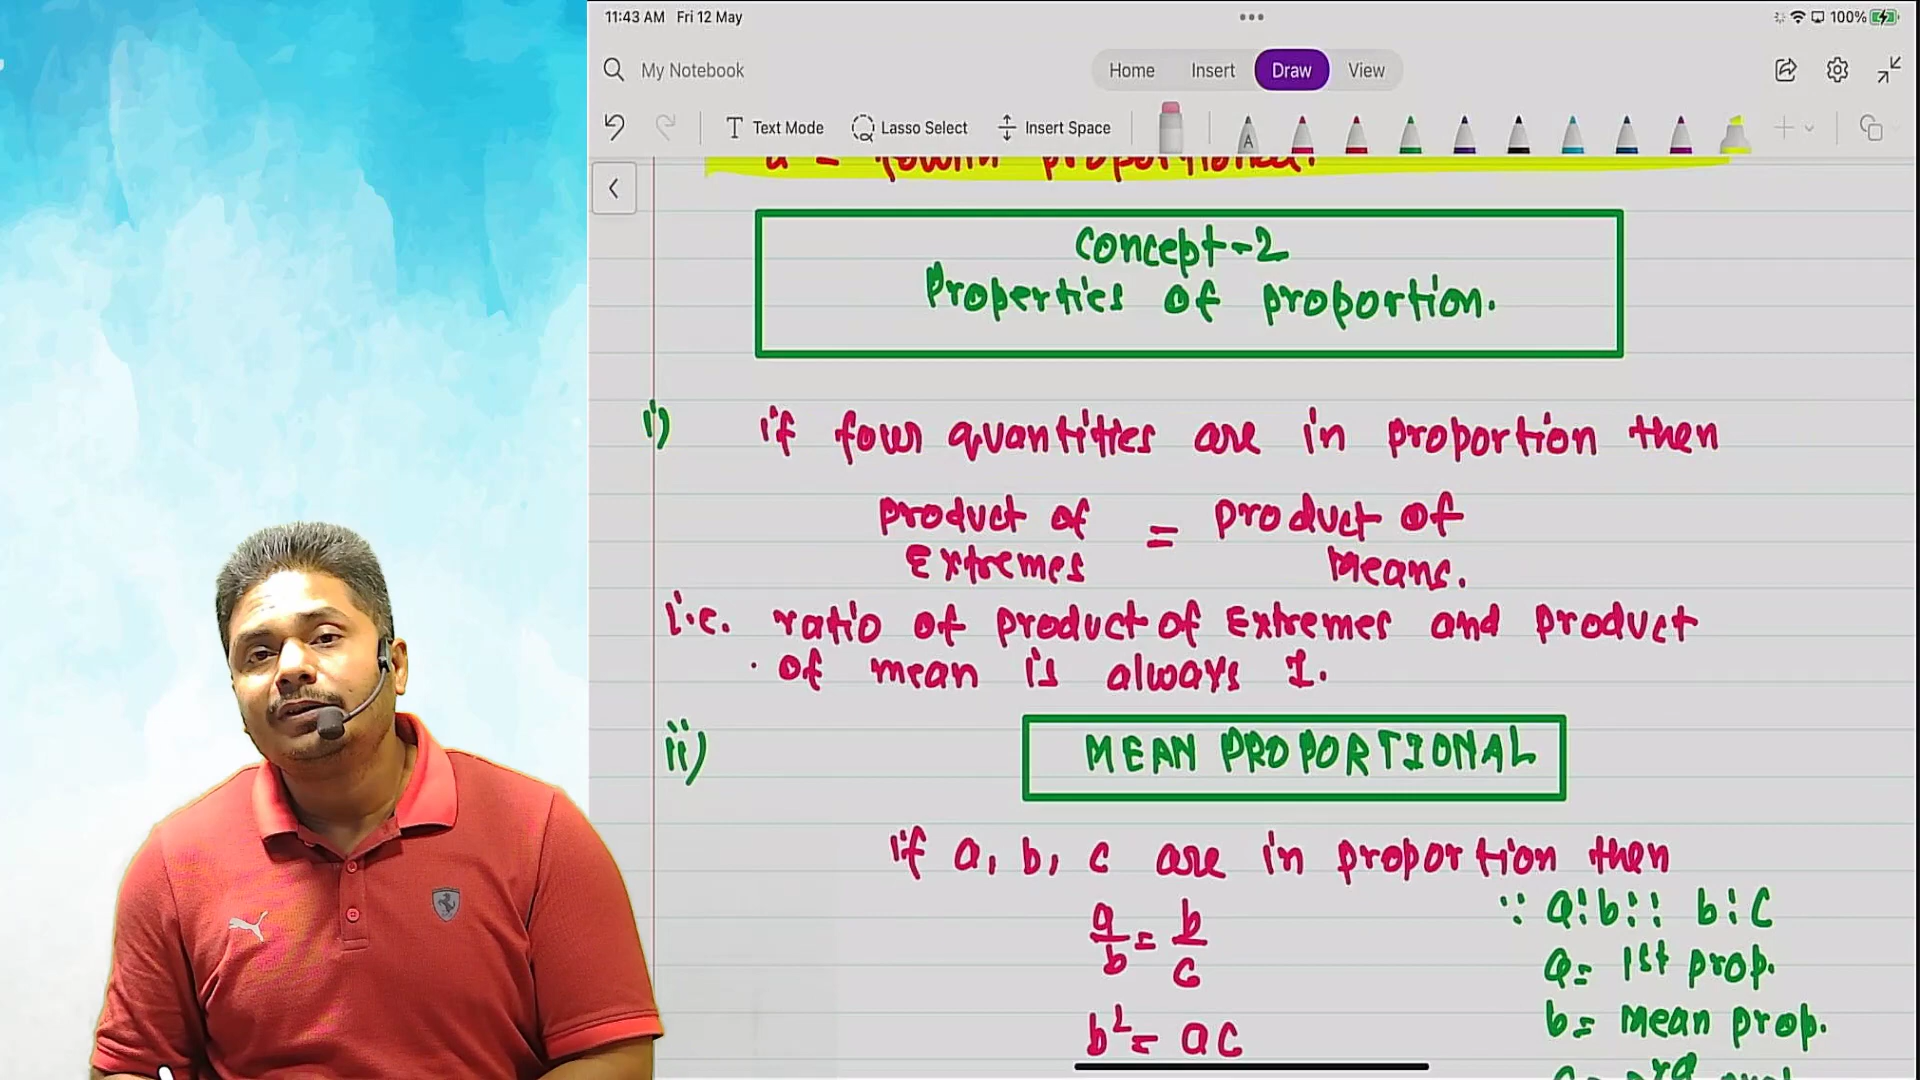 11:43 AM Fri 12 May
100%
My Notebook
Home Insert Draw View
Text Mode Lasso Select Insert Space
A
proportional.
Concept-2
Properties of proportion.
i) if four quantities are in proportion then
product of = product of
Extremes Means.
i.e. ratio of product of Extremes and product
of mean is always 1.
ii) MEAN PROPORTIONAL
if a, b, c are in proportion then
∵ a:b:: b:c
a/b = b/c
a= 1st prop.
b= mean prop.
b²= ac